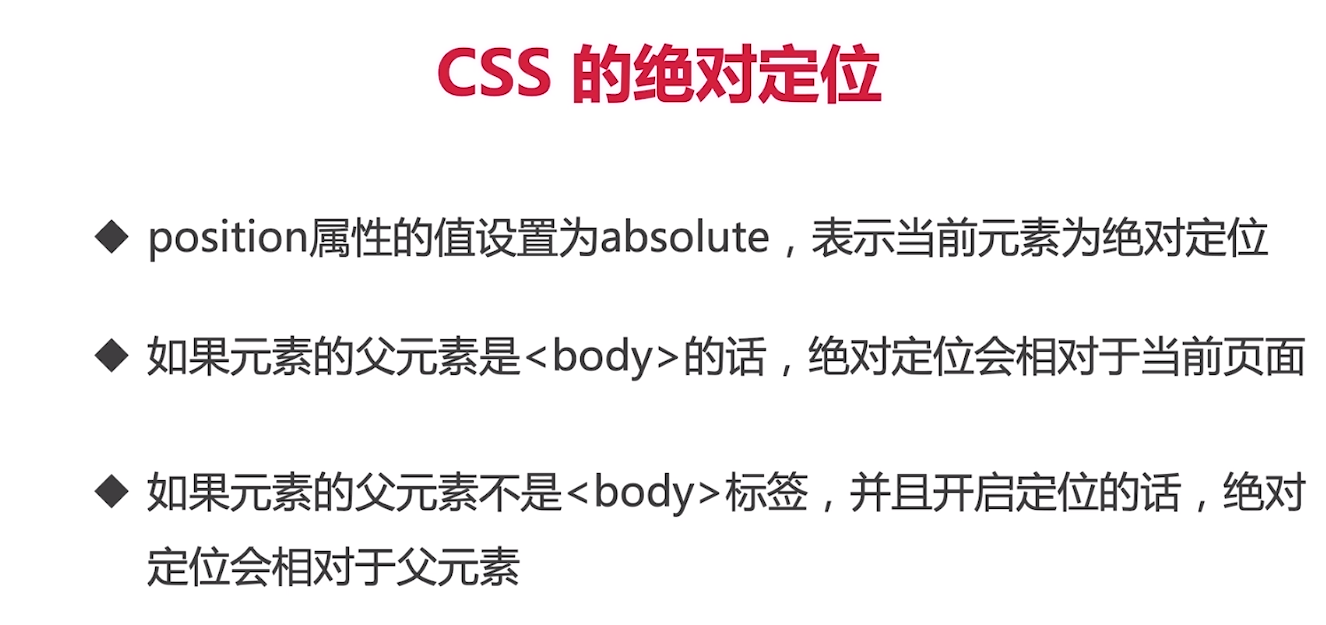 CSS 的绝对定位
◆ position属性的值设置为absolute，表示当前元素为绝对定位
◆ 如果元素的父元素是<body>的话，绝对定位会相对于当前页面
◆ 如果元素的父元素不是<body>标签，并且开启定位的话，绝对
定位会相对于父元素